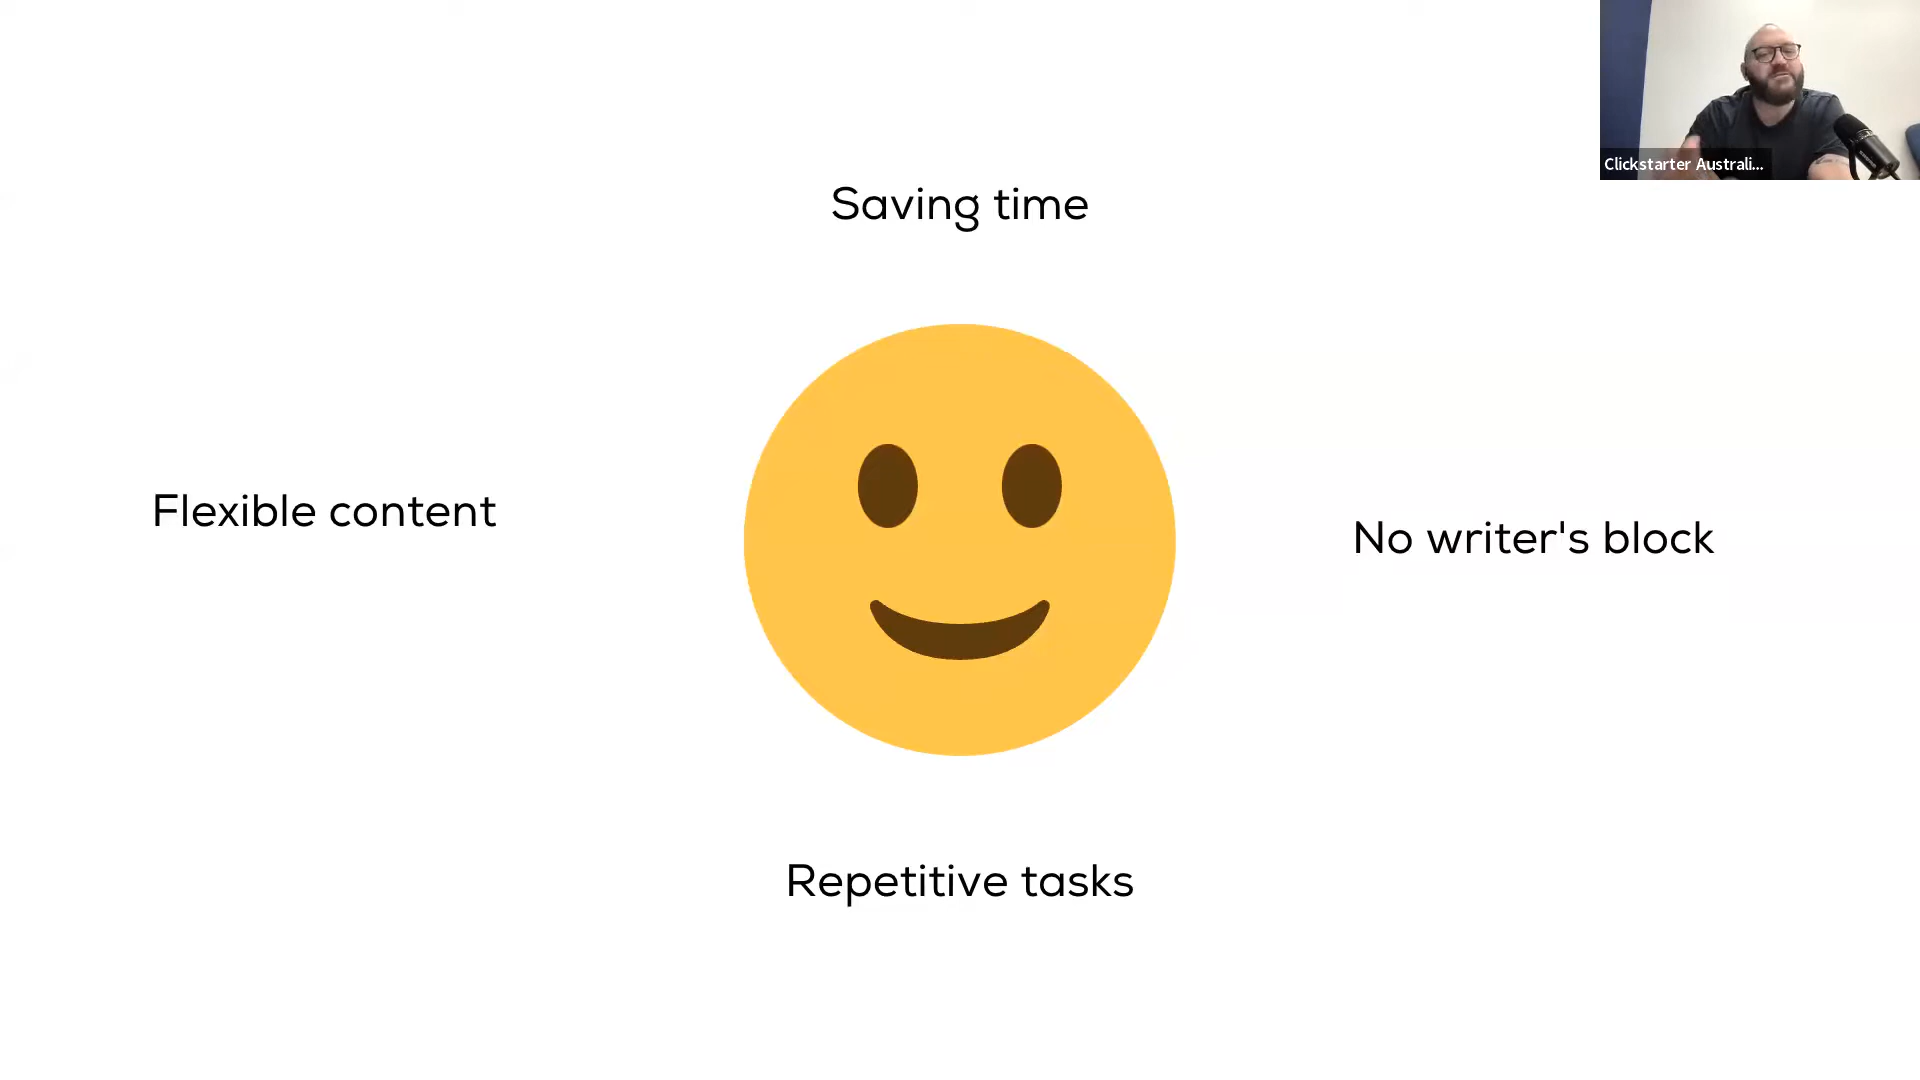 Clickstarter Australi...
Saving time
Flexible content
No writer's block
Repetitive tasks